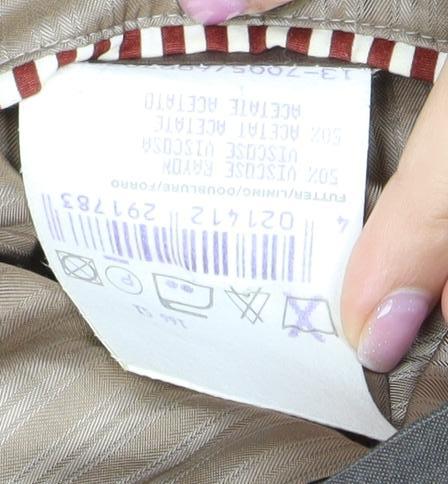 P
4 021412 291783
FUTTER/LINING/DOUBLURE/FORRO
50% VISCOSE RAYON
VISCOSE VISCOSA
50% ACETAT ACETATE
ACETATE ACETATO